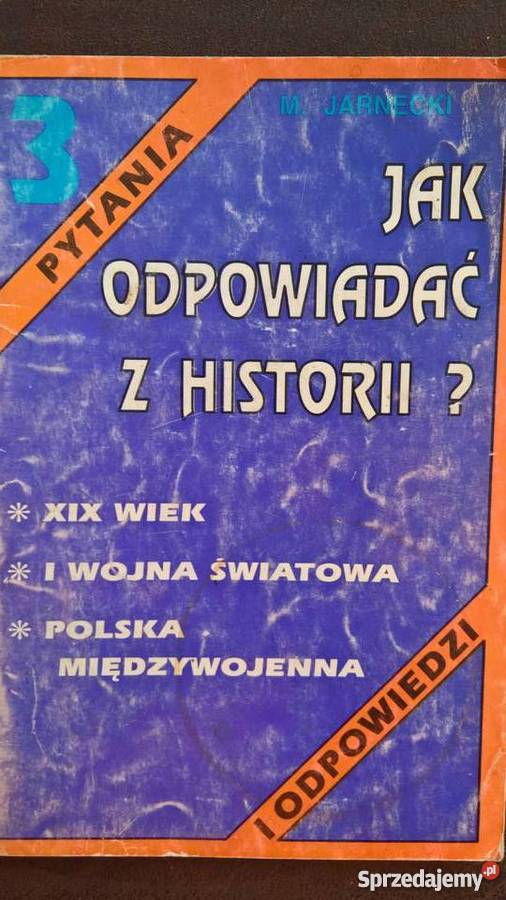 3
M. JARNECKI
PYTANIA
JAK
ODPOWIADAĆ
Z HISTORII ?
* XIX WIEK
* I WOJNA ŚWIATOWA
* POLSKA
MIĘDZYWOJENNA
I ODPOWIEDZI
Sprzedajemy.pl